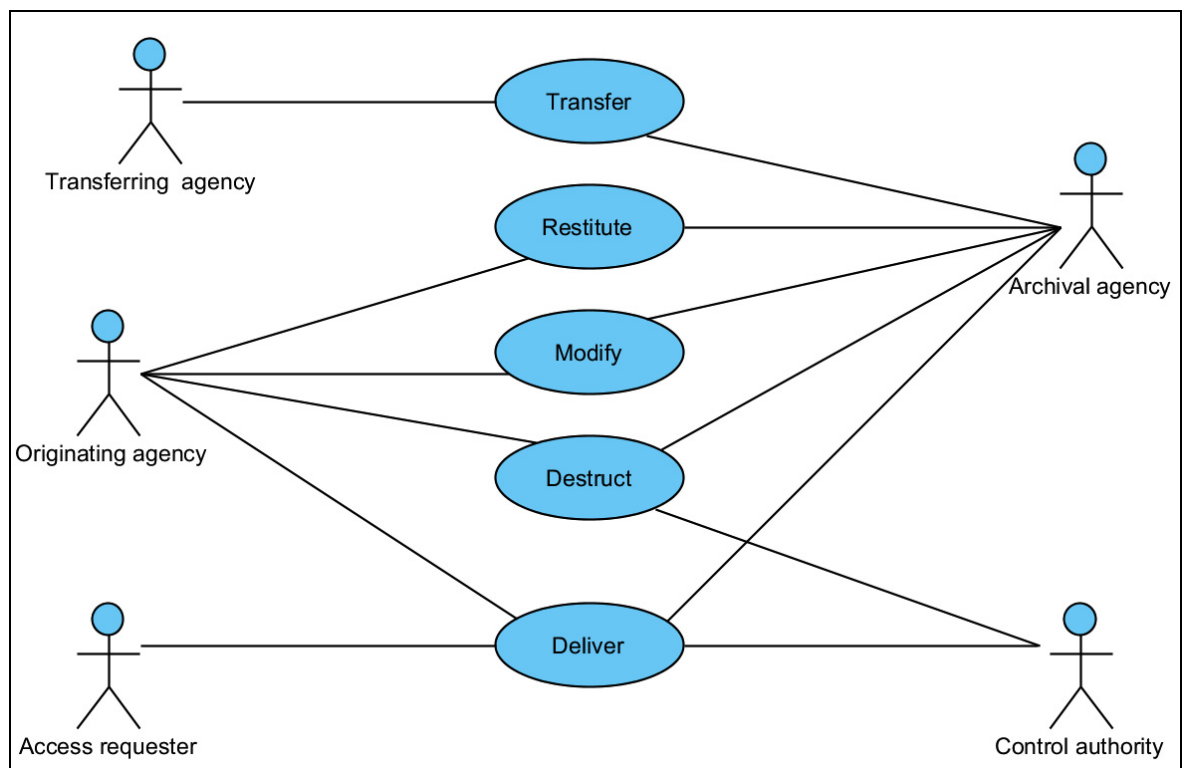 Transfer
Transferring agency
Restitute
Archival agency
Modify
Originating agency
Destruct
Deliver
Access requester
Control authority